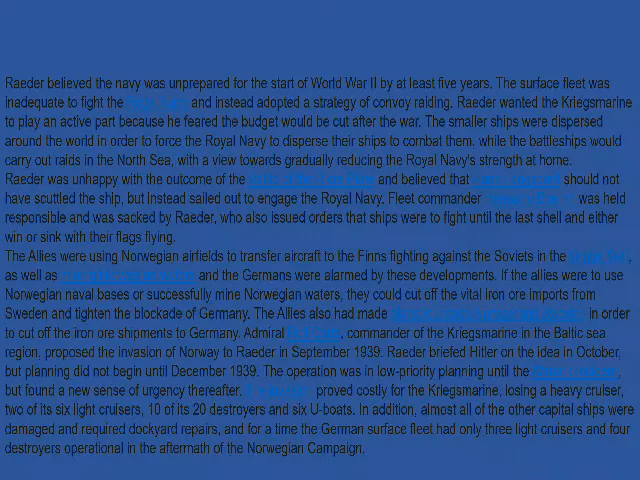 Raeder believed the navy was unprepared for the start of World War II by at least five years. The surface fleet was
inadequate to fight the and instead adopted a strategy of convoy raiding. Raeder wanted the Kriegsmarine
to play an active part because he feared the budget would be cut after the war. The smaller ships were dispersed
around the world in order to force the Royal Navy to disperse their ships to combat them, while the battleships would
carry out raids in the North Sea, with a view towards gradually reducing the Royal Navy's strength at home.
Raeder was unhappy with the outcome of the and believed that should not
have scuttled the ship, but instead sailed out to engage the Royal Navy. Fleet commander was held
responsible and was sacked by Raeder, who also issued orders that ships were to fight until the last shell and either
win or sink with their flags flying.
The Allies were using Norwegian airfields to transfer aircraft to the Finns fighting against the Soviets in the ,
as well as and the Germans were alarmed by these developments. If the allies were to use
Norwegian naval bases or successfully mine Norwegian waters, they could cut off the vital iron ore imports from
Sweden and tighten the blockade of Germany. The Allies also had made in order
to cut off the iron ore shipments to Germany. Admiral , commander of the Kriegsmarine in the Baltic sea
region, proposed the invasion of Norway to Raeder in September 1939. Raeder briefed Hitler on the idea in October,
but planning did not begin until December 1939. The operation was in low-priority planning until the ,
but found a new sense of urgency thereafter. proved costly for the Kriegsmarine, losing a heavy cruiser,
two of its six light cruisers, 10 of its 20 destroyers and six U-boats. In addition, almost all of the other capital ships were
damaged and required dockyard repairs, and for a time the German surface fleet had only three light cruisers and four
destroyers operational in the aftermath of the Norwegian Campaign.